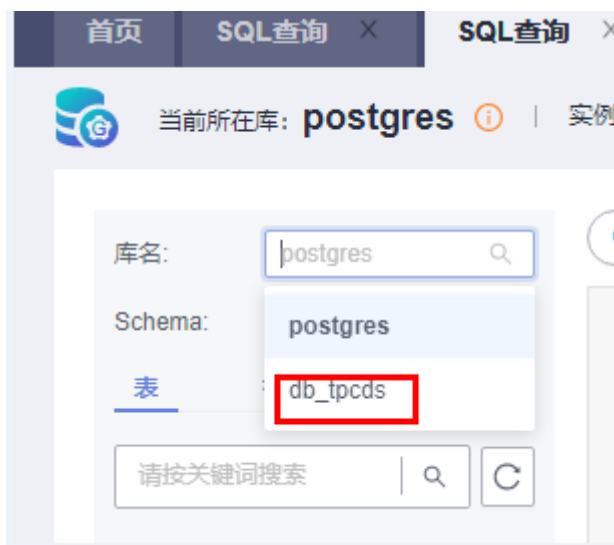 首页 SQL查询 × SQL查询 ×
当前所在库: postgres | 实例
库名: postgres
Schema: postgres
表 db_tpcds
请按关键词搜索